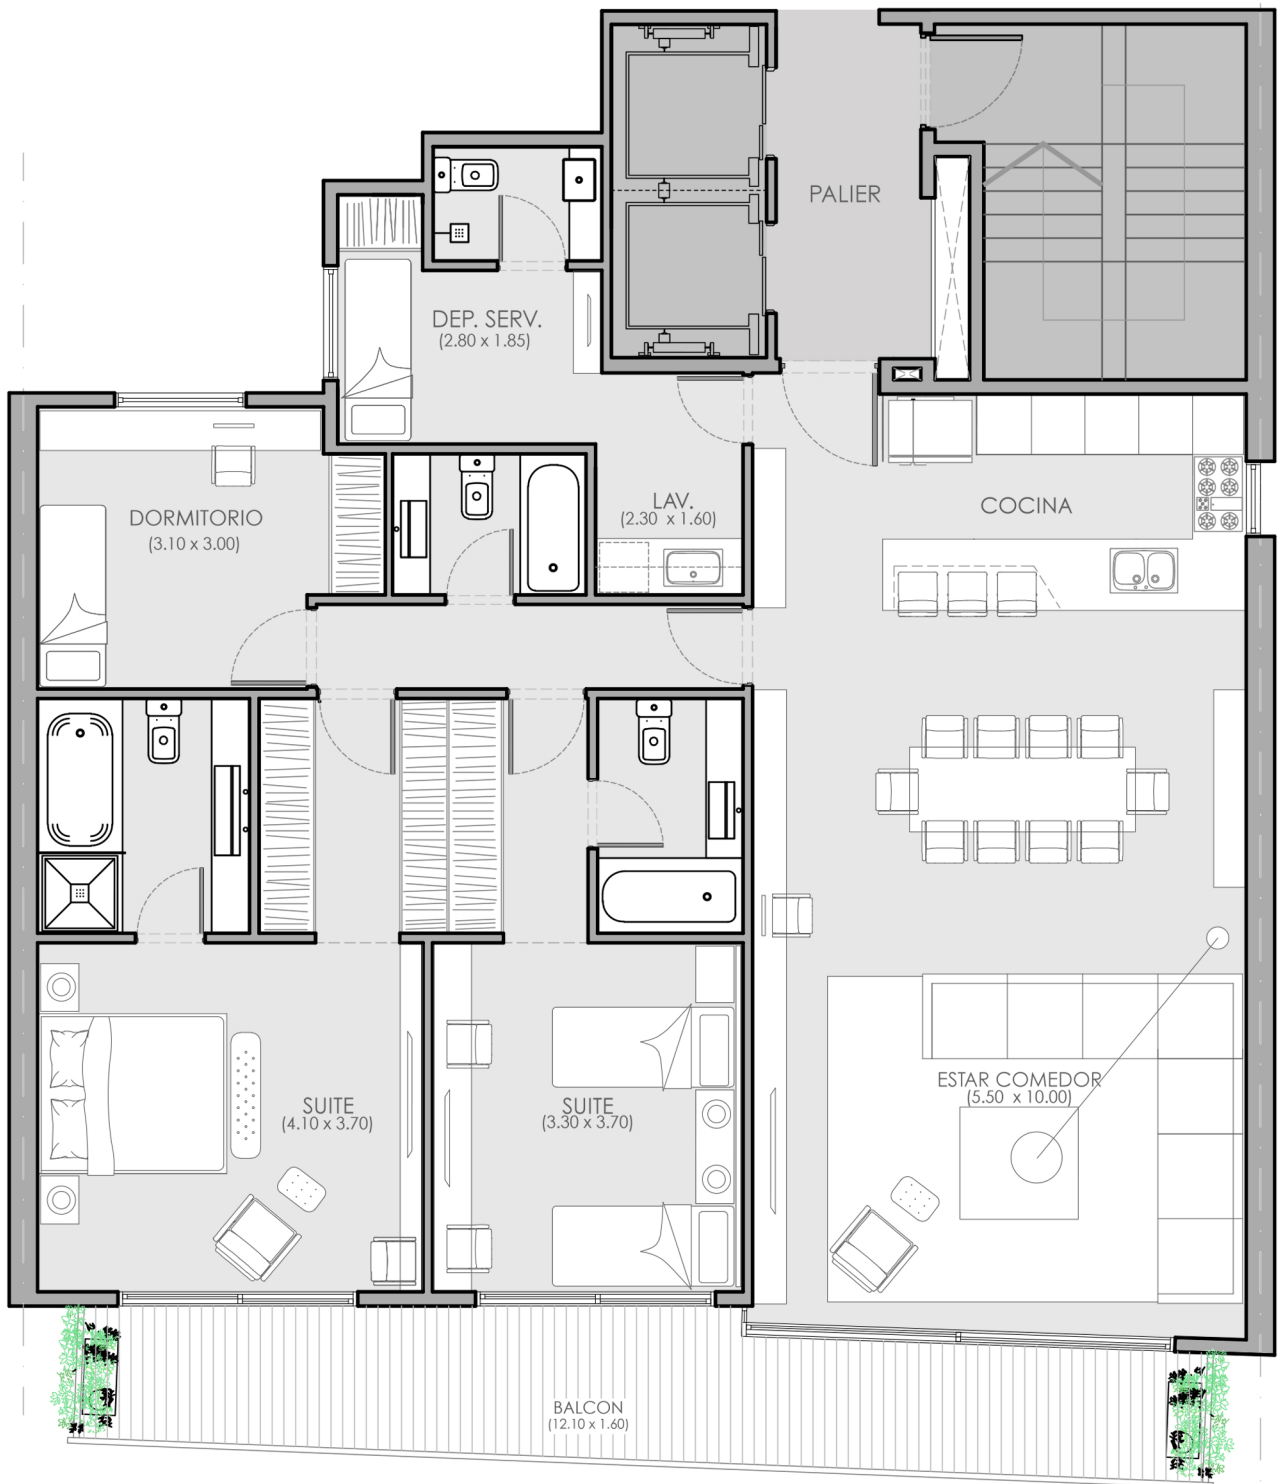 PALIER
DEP. SERV.
(2.80 x 1.85)
LAV.
(2.30 x 1.60)
COCINA
DORMITORIO
(3.10 x 3.00)
ESTAR COMEDOR
(5.50 x 10.00)
SUITE
(4.10 x 3.70)
SUITE
(3.30 x 3.70)
BALCON
(12.10 x 1.60)